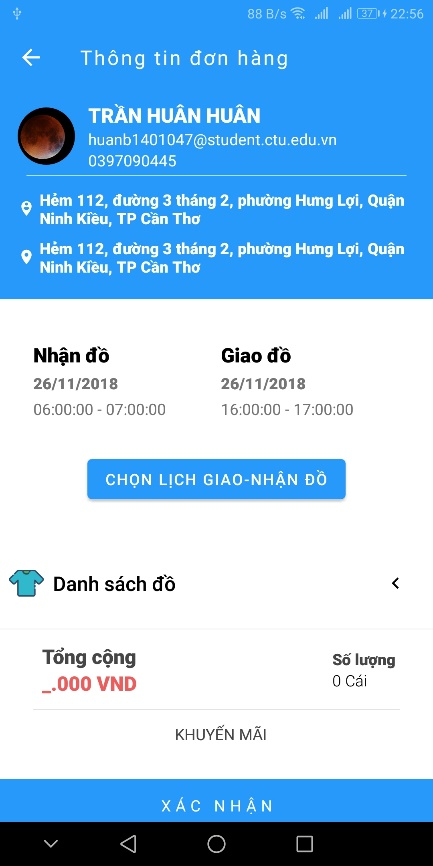 88 B/s 37 22:56
Thông tin đơn hàng
TRẦN HUÂN HUÂN
huanb1401047@student.ctu.edu.vn
0397090445
Hẻm 112, đường 3 tháng 2, phường Hưng Lợi, Quận
Ninh Kiều, TP Cần Thơ
Hẻm 112, đường 3 tháng 2, phường Hưng Lợi, Quận
Ninh Kiều, TP Cần Thơ
Nhận đồ Giao đồ
26/11/2018 26/11/2018
06:00:00 - 07:00:00 16:00:00 - 17:00:00
CHỌN LỊCH GIAO-NHẬN ĐỒ
Danh sách đồ
Tổng cộng Số lượng
_.000 VND 0 Cái
KHUYẾN MÃI
XÁC NHẬN